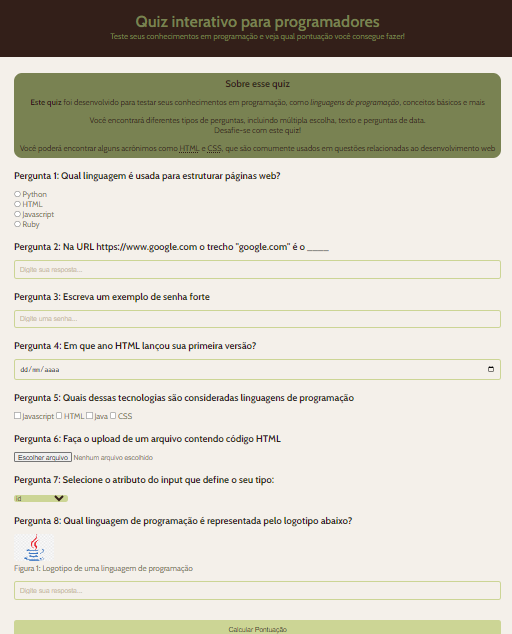 Quiz interativo para programadores
Teste seus conhecimentos em programação e veja qual pontuação você consegue fazer!
Sobre esse quiz
Este quiz foi desenvolvido para testar seus conhecimentos em programação, como linguagens de programação, conceitos básicos e mais
Você encontrará diferentes tipos de perguntas, incluindo múltipla escolha, texto e perguntas de data.
Desafie-se com este quiz!
Você poderá encontrar alguns acrônimos como HTML, e CSS, que são comumente usados em questões relacionadas ao desenvolvimento web
Pergunta 1: Qual linguagem é usada para estruturar páginas web?
Python
HTML
Javascript
Ruby
Pergunta 2: Na URL https://www.google.com o trecho "google.com" é o ____
Digite sua resposta...
Pergunta 3: Escreva um exemplo de senha forte
Digite uma senha...
Pergunta 4: Em que ano HTML lançou sua primeira versão?
dd/mm/aaaa
Pergunta 5: Quais dessas tecnologias são consideradas linguagens de programação
Javascript HTML Java CSS
Pergunta 6: Faça o upload de um arquivo contendo código HTML
Escolher arquivo Nenhum arquivo escolhido
Pergunta 7: Selecione o atributo do input que define o seu tipo:
id
Pergunta 8: Qual linguagem de programação é representada pelo logotipo abaixo?
Figura 1: Logotipo de uma linguagem de programação
Digite sua resposta...
Calcular Pontuação